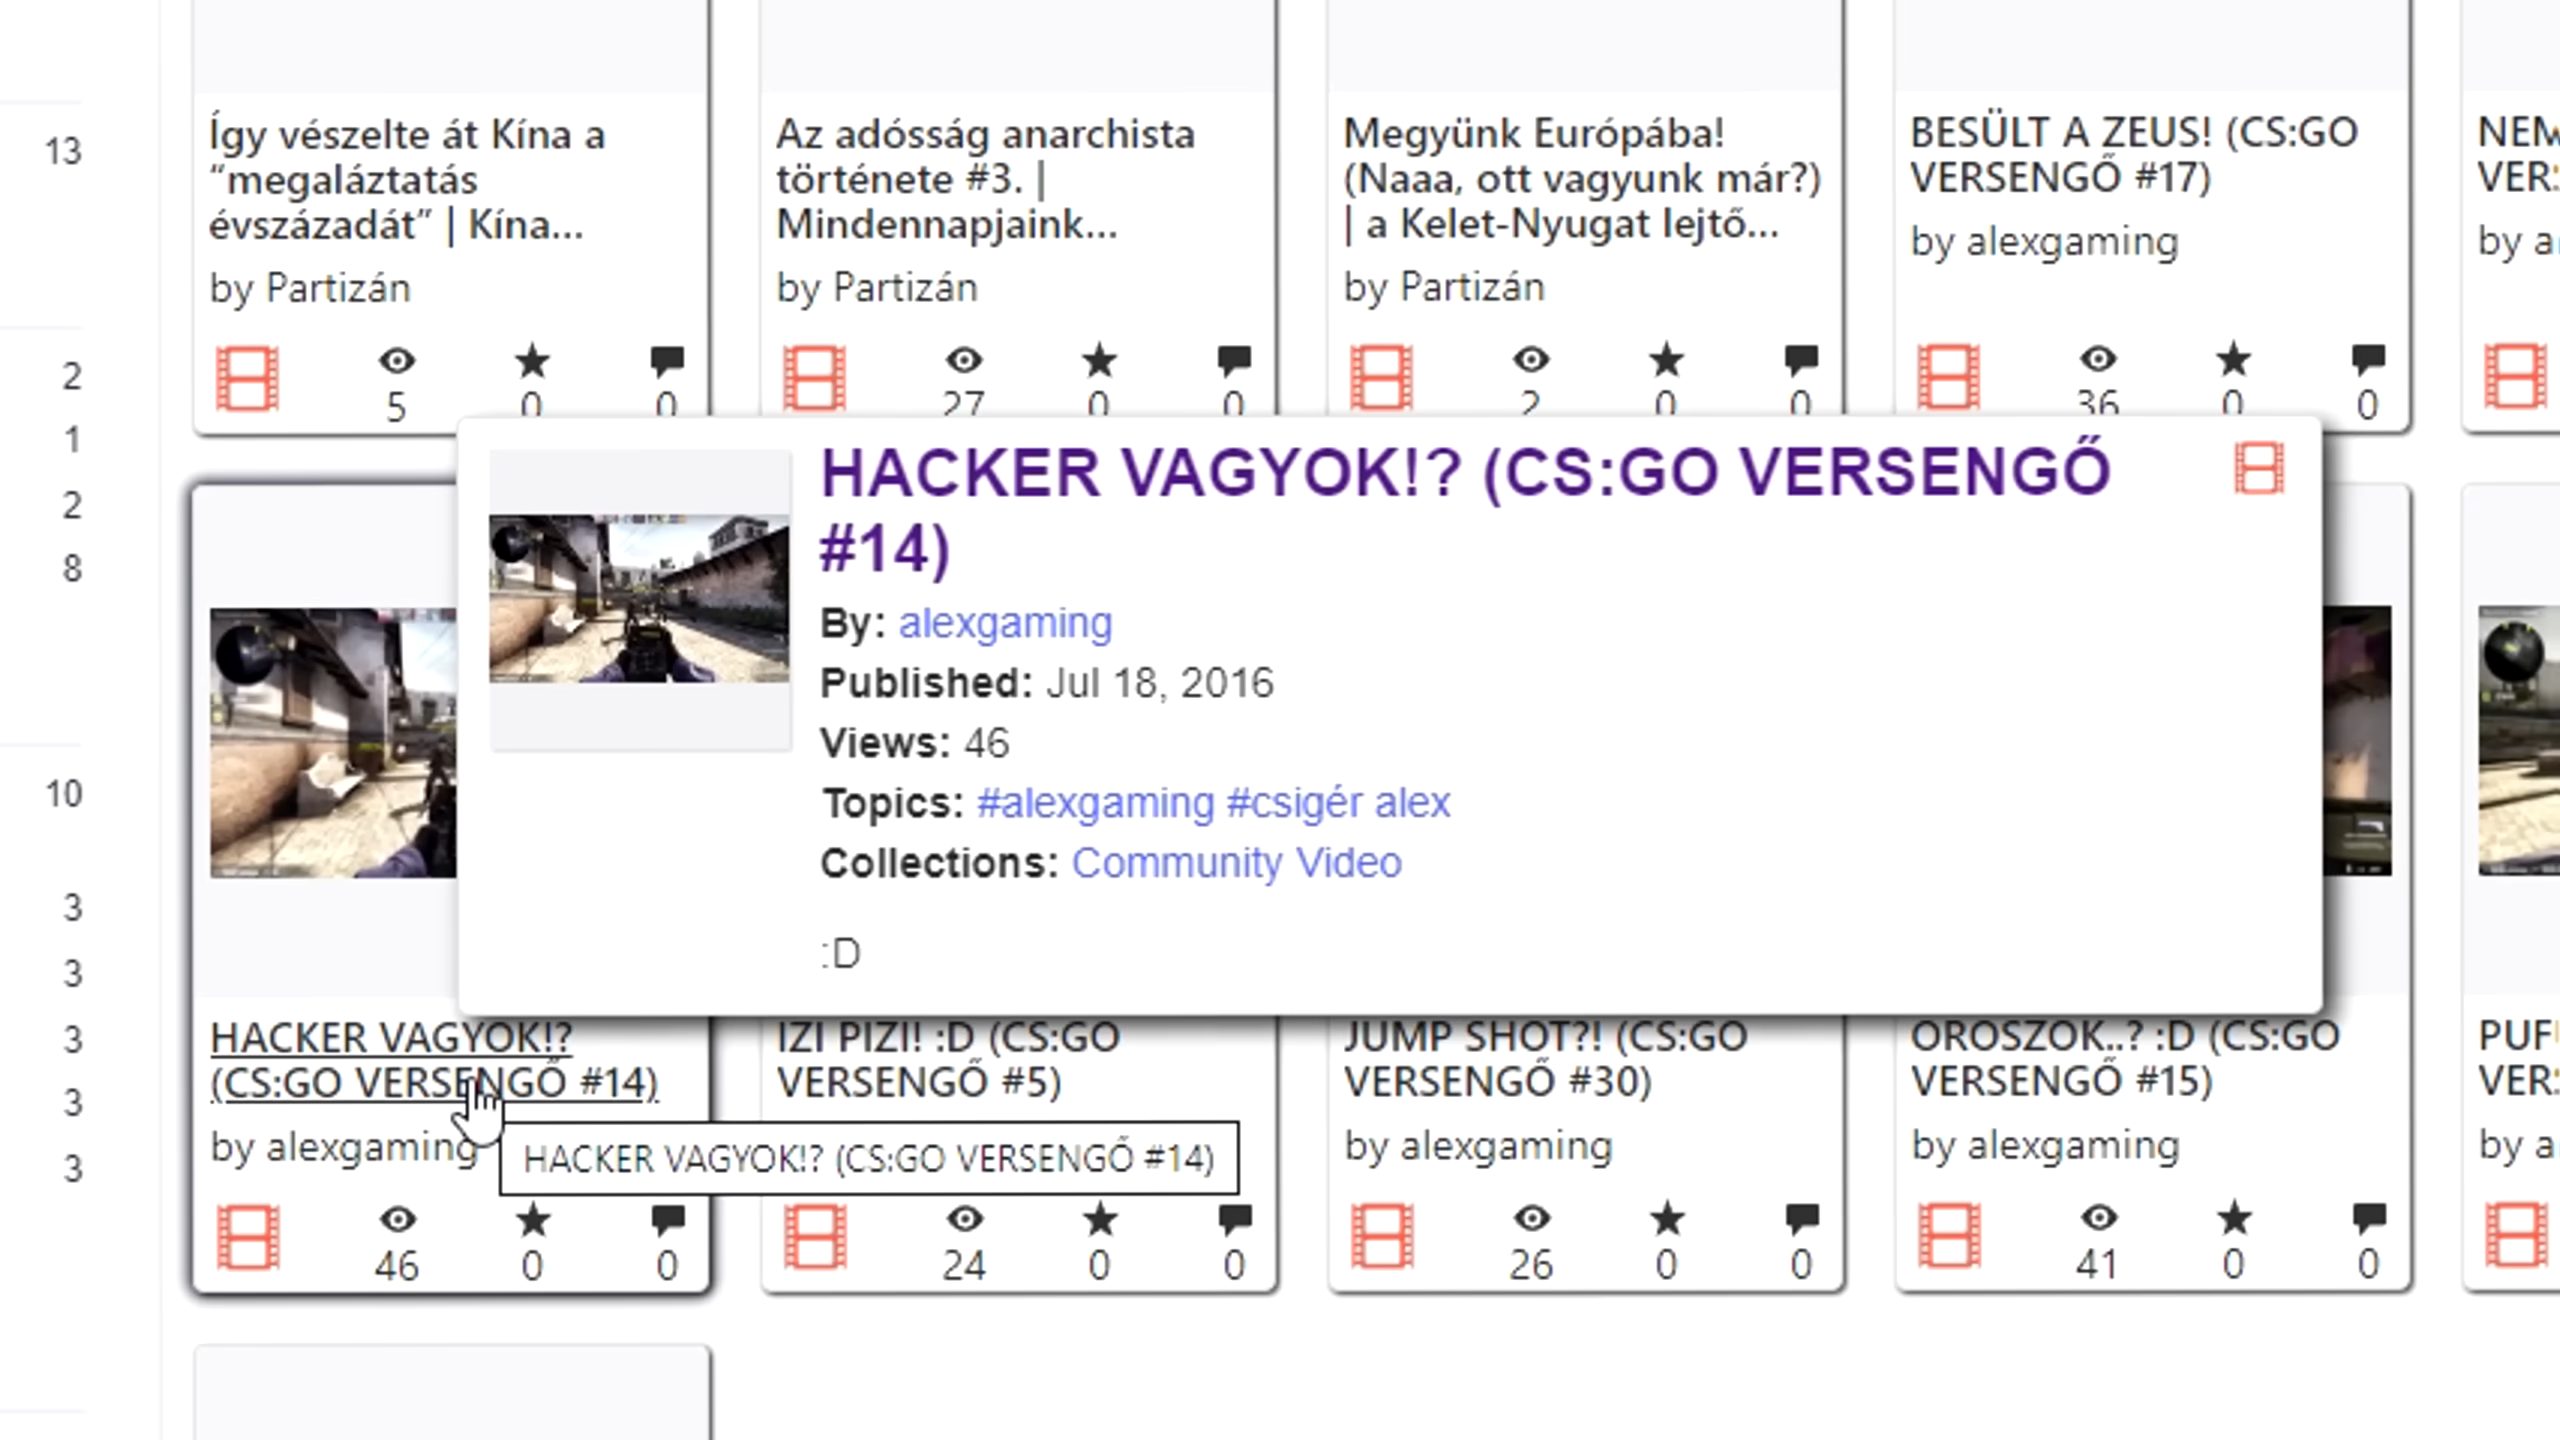 13
2
1
2
8
10
3
3
3
3
3
Így vészelte át Kína a
“megaláztatás
évszázadát” | Kína...
by Partizán
5 0 0
Az adósság anarchista
története #3. |
Mindennapjaink...
by Partizán
27 0 0
Megyünk Európába!
(Naaa, ott vagyunk már?)
| a Kelet-Nyugat lejtő...
by Partizán
2 0 0
BESÜLT A ZEUS! (CS:GO
VERSENGŐ #17)
by alexgaming
36 0 0
by
HACKER VAGYOK!? (CS:GO VERSENGŐ
#14)
By: alexgaming
Published: Jul 18, 2016
Views: 46
Topics: #alexgaming #csigér alex
Collections: Community Video
:D
HACKER VAGYOK!?
(CS:GO VERSENGŐ #14)
by alexgaming
46 0 0
HACKER VAGYOK!? (CS:GO VERSENGŐ #14)
IZI PIZI! :D (CS:GO
VERSENGŐ #5)
24 0 0
JUMP SHOT?! (CS:GO
VERSENGŐ #30)
by alexgaming
26 0 0
OROSZOK..? :D (CS:GO
VERSENGŐ #15)
by alexgaming
41 0 0
by